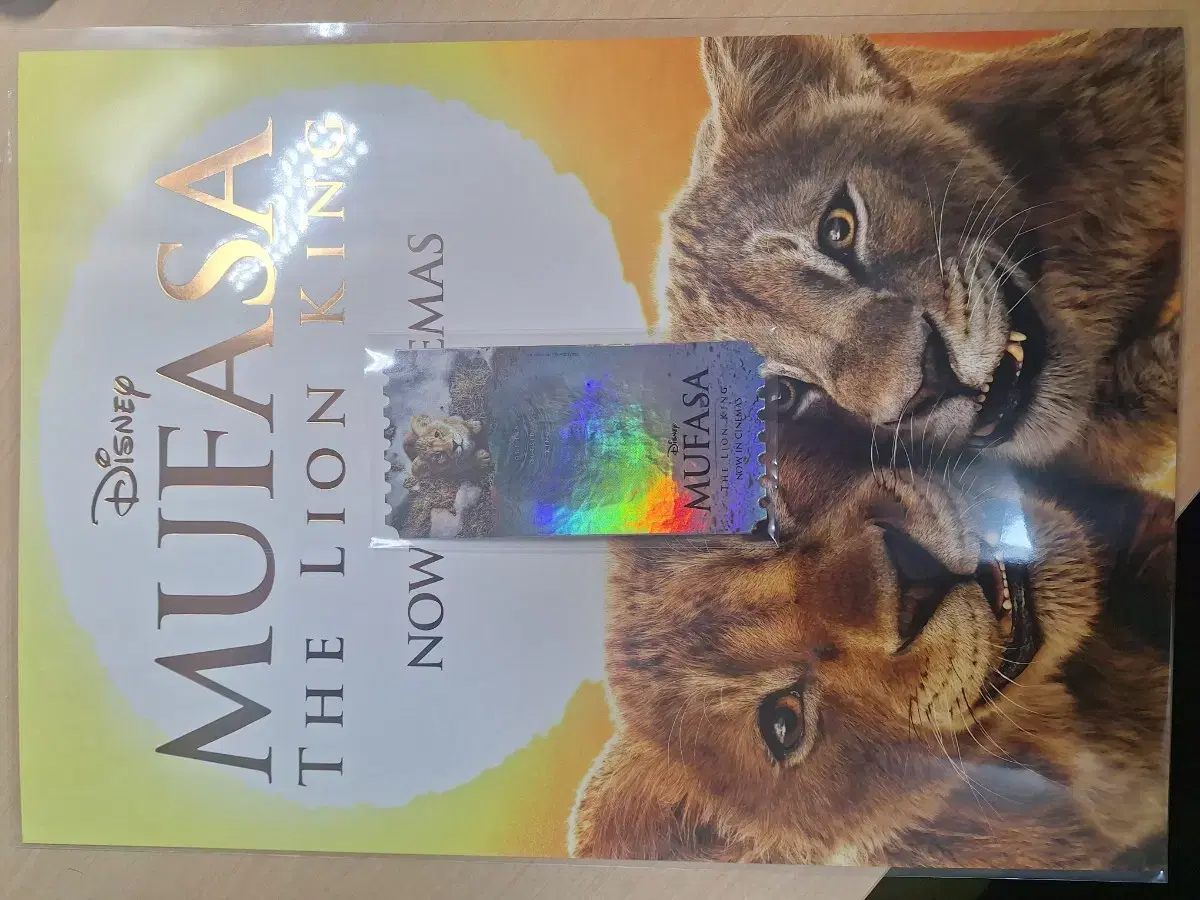 DISNEY
MUFASA
THE LION KING
NOW
EMAS
DISNEY
MUFASA
THE LION KING
NOW IN CINEMAS